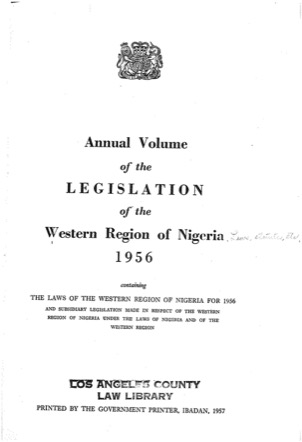 Annual Volume
of the
LEGISLATION
of the
Western Region of Nigeria
1956
containing
THE LAWS OF THE WESTERN REGION OF NIGERIA FOR 1956
AND SUBSIDIARY LEGISLATION MADE IN RESPECT OF THE WESTERN
REGION OF NIGERIA UNDER THE LAWS OF NIGERIA AND OF THE
WESTERN REGION
LOS ANGELES COUNTY
LAW LIBRARY
PRINTED BY THE GOVERNMENT PRINTER, IBADAN, 1957